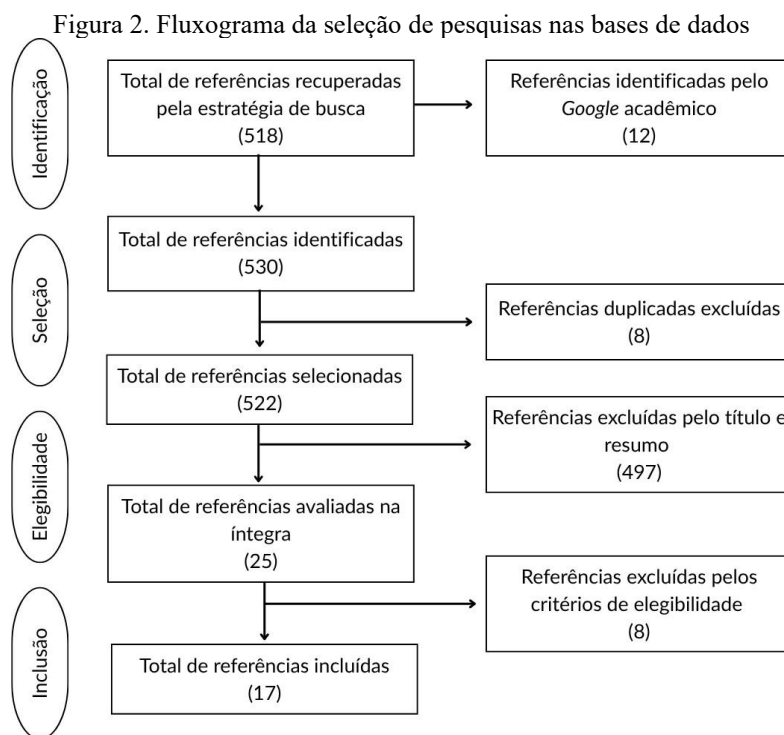 Figura 2. Fluxograma da seleção de pesquisas nas bases de dados
Identificação
Total de referências recuperadas
pela estratégia de busca
(518)
Referências identificadas pelo
Google acadêmico
(12)
Seleção
Total de referências identificadas
(530)
Referências duplicadas excluídas
(8)
Total de referências selecionadas
(522)
Elegibilidade
Referências excluídas pelo título e
resumo
(497)
Total de referências avaliadas na
íntegra
(25)
Referências excluídas pelos
critérios de elegibilidade
(8)
Inclusão
Total de referências incluídas
(17)